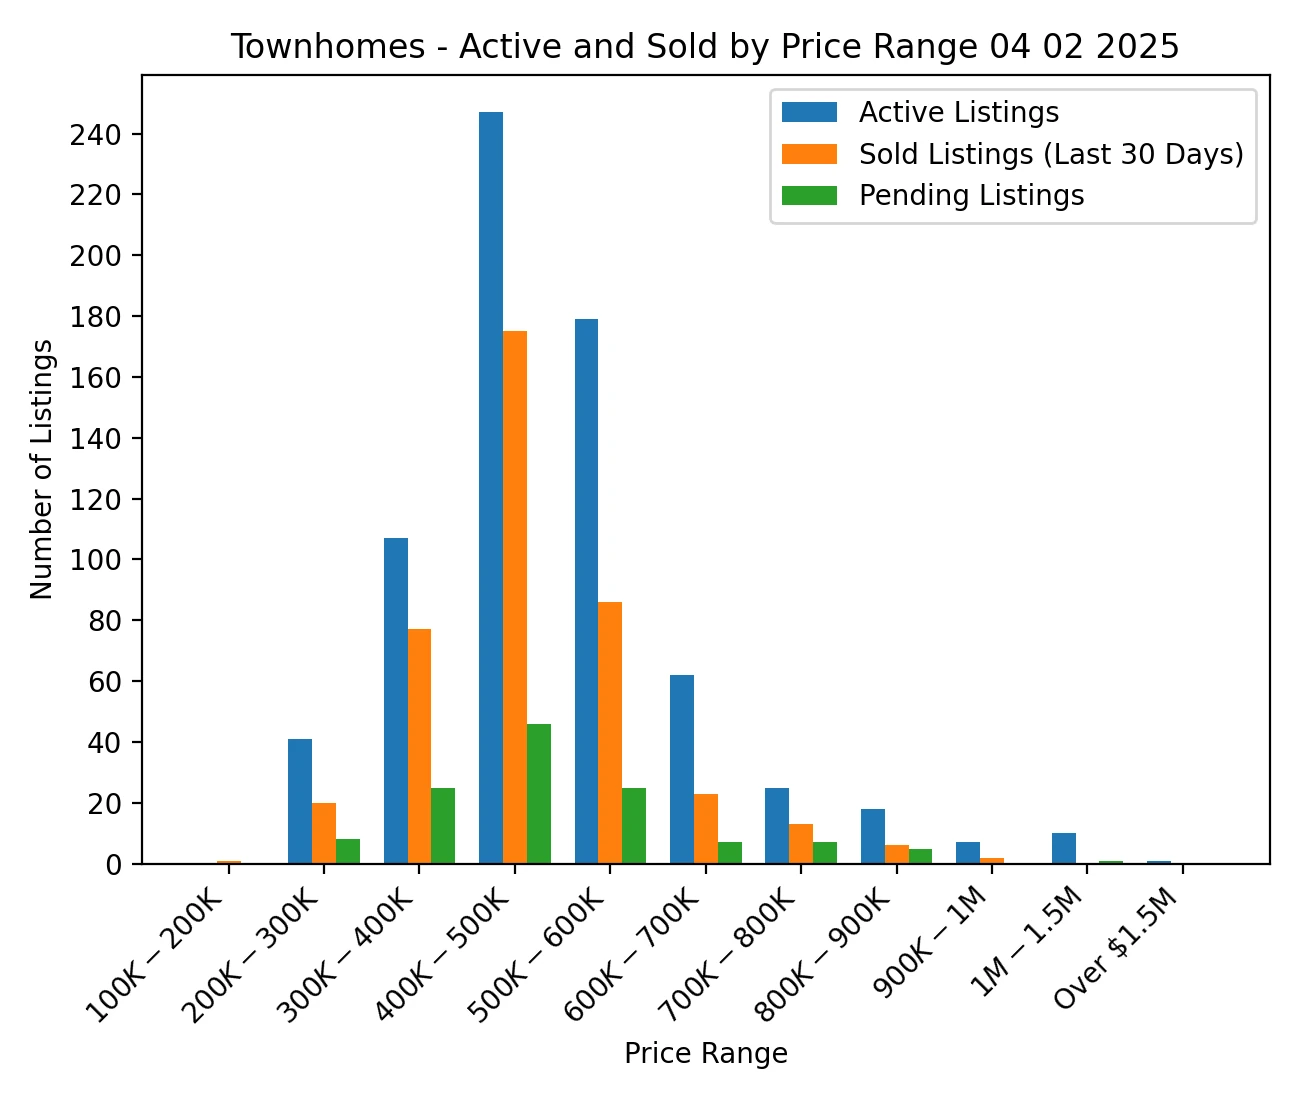 Townhomes - Active and Sold by Price Range 04 02 2025
Active Listings
Sold Listings (Last 30 Days)
Pending Listings
Number of Listings
240
220
200
180
160
140
120
100
80
60
40
20
0
100K − 200K
200K − 300K
300K − 400K
400K − 500K
500K − 600K
600K − 700K
700K − 800K
800K − 900K
900K − 1M
1M − 1.5M
Over $1.5M
Price Range